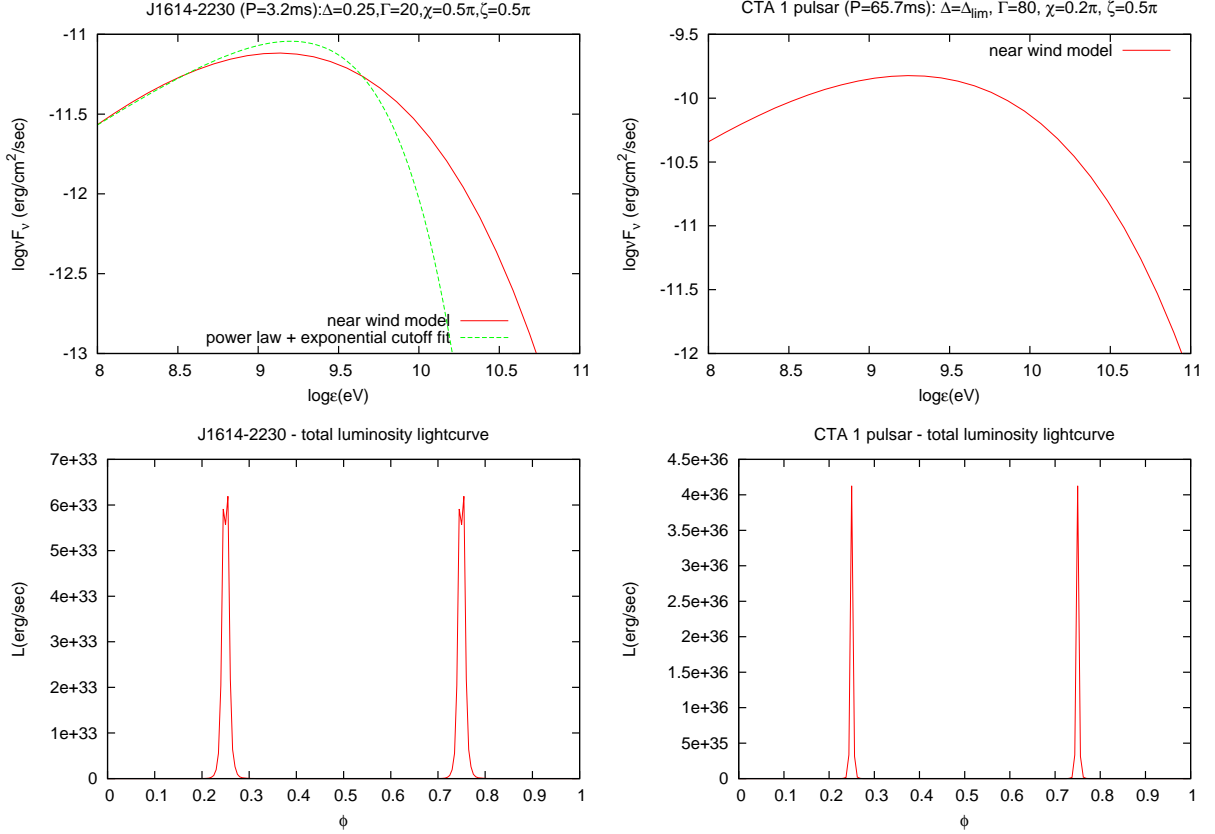 J1614-2230 (P=3.2ms):Δ=0.25,Γ=20,χ=0.5π,ζ=0.5π
-11
-11.5
-12
-12.5
-13
logνFν (erg/cm²/sec)
near wind model
power law + exponential cutoff fit
8 8.5 9 9.5 10 10.5 11
logε(eV)
CTA 1 pulsar (P=65.7ms): Δ=Δlim, Γ=80, χ=0.2π, ζ=0.5π
-9.5
-10
-10.5
-11
-11.5
-12
logνFν (erg/cm²/sec)
near wind model
8 8.5 9 9.5 10 10.5 11
logε(eV)
J1614-2230 - total luminosity lightcurve
7e+33
6e+33
5e+33
4e+33
3e+33
2e+33
1e+33
0
L(erg/sec)
0 0.1 0.2 0.3 0.4 0.5 0.6 0.7 0.8 0.9 1
ϕ
CTA 1 pulsar - total luminosity lightcurve
4.5e+36
4e+36
3.5e+36
3e+36
2.5e+36
2e+36
1.5e+36
1e+36
5e+35
0
L(erg/sec)
0 0.1 0.2 0.3 0.4 0.5 0.6 0.7 0.8 0.9 1
ϕ